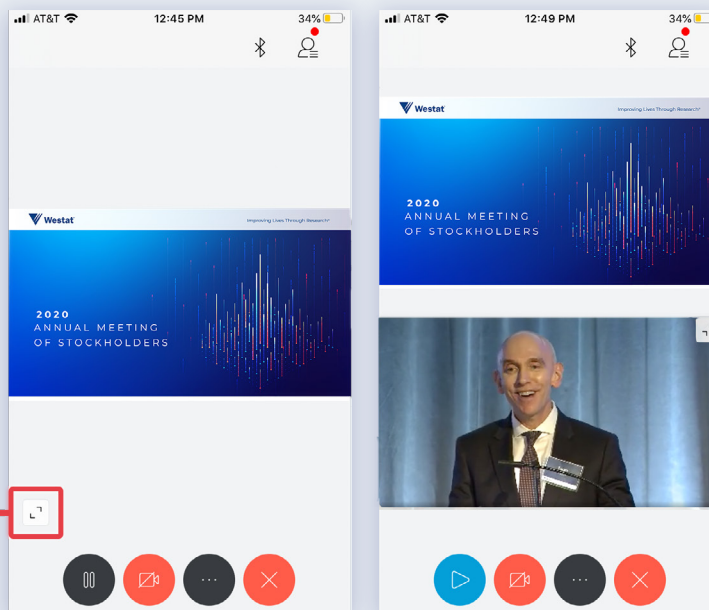 AT&T 12:45 PM 34%
Westat
Improving Lives Through Research®
2020
ANNUAL MEETING
OF STOCKHOLDERS
AT&T 12:49 PM 34%
Westat
Improving Lives Through Research®
2020
ANNUAL MEETING
OF STOCKHOLDERS